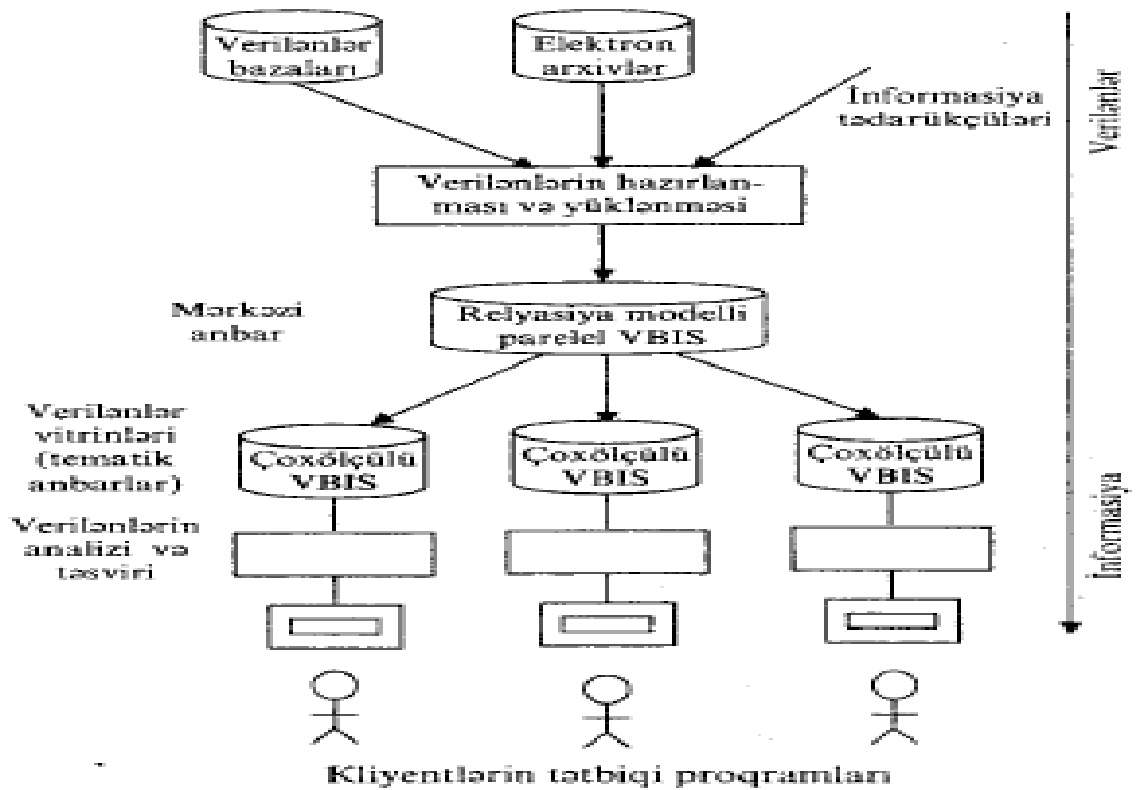 Verilənlər
bazaları
Elektron
arxivlər
İnformasiya
tədarükçüləri
Verilənlər
Verilənlərin hazırlan-
ması və yüklənməsi
Mərkəzi
anbar
Relyasiya modelli
parelel VBIS
Verilənlər
vitrinləri
(tematik
anbarlar)
Çoxölçülü
VBIS
Çoxölçülü
VBIS
Çoxölçülü
VBIS
İnformasiya
Verilənlərin
analizi və
təsviri
Kliyentlərin tətbiqi proqramları